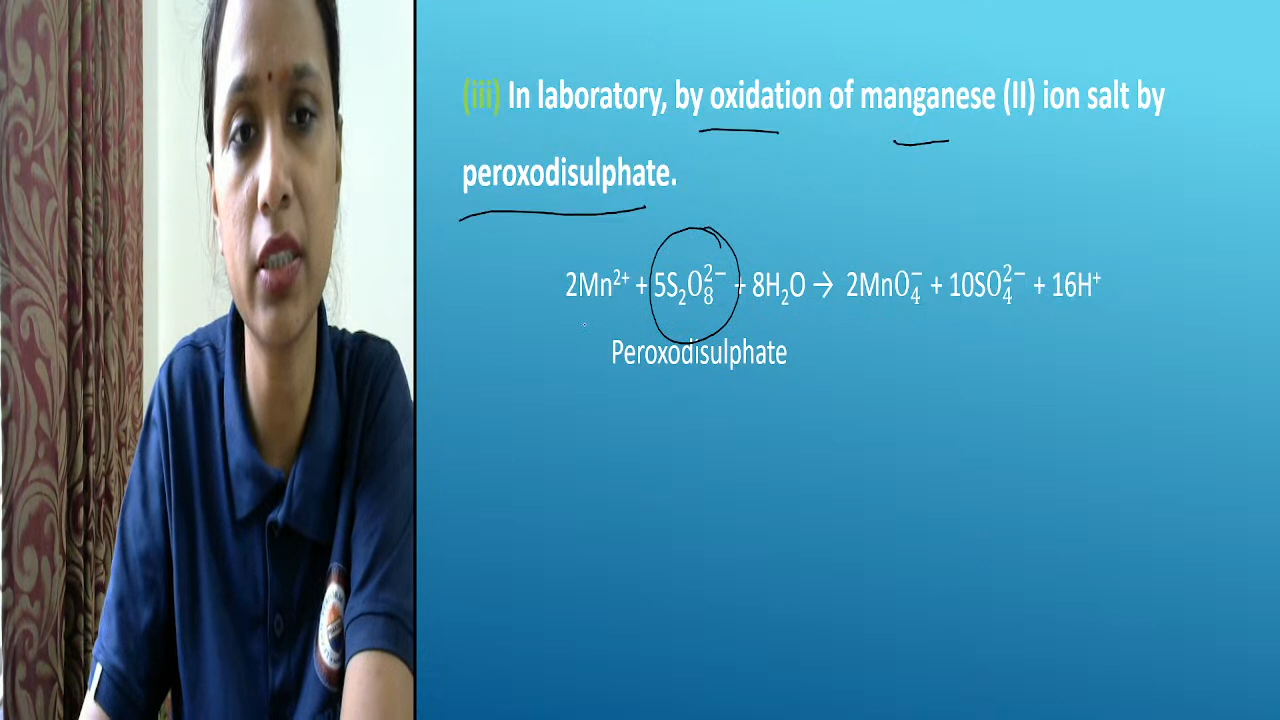 (iii) In laboratory, by oxidation of manganese (II) ion salt by
peroxodisulphate.
2Mn²⁺ + 5S₂O₈²⁻ + 8H₂O → 2MnO₄⁻ + 10SO₄²⁻ + 16H⁺
Peroxodisulphate